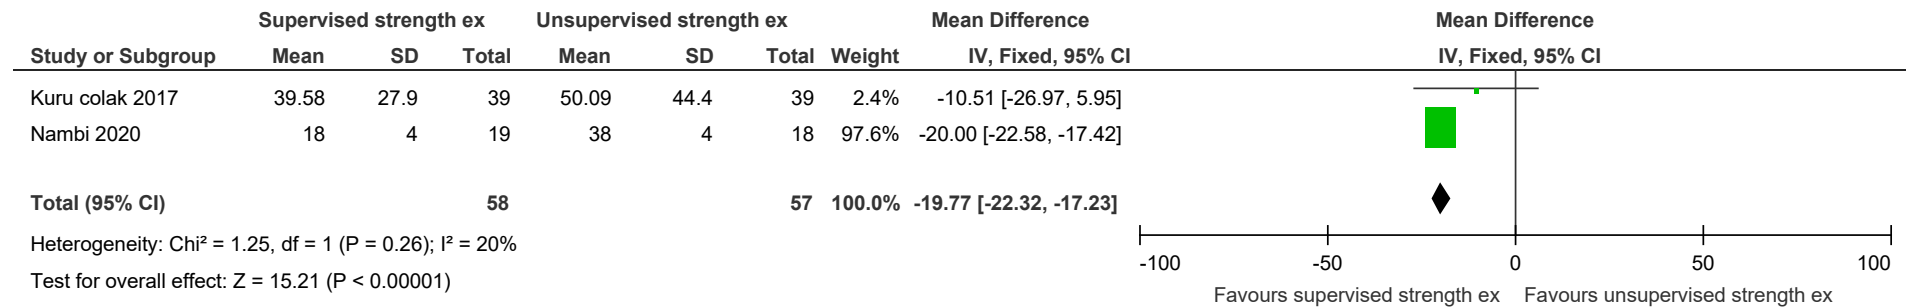 Supervised strength ex Unsupervised strength ex Mean Difference Mean Difference
Study or Subgroup Mean SD Total Mean SD Total Weight IV, Fixed, 95% CI IV, Fixed, 95% CI
Kuru colak 2017 39.58 27.9 39 50.09 44.4 39 2.4% -10.51 [-26.97, 5.95]
Nambi 2020 18 4 19 38 4 18 97.6% -20.00 [-22.58, -17.42]
Total (95% CI) 58 57 100.0% -19.77 [-22.32, -17.23]
Heterogeneity: Chi² = 1.25, df = 1 (P = 0.26); I² = 20%
Test for overall effect: Z = 15.21 (P < 0.00001)
-100 -50 0 50 100
Favours supervised strength ex Favours unsupervised strength ex